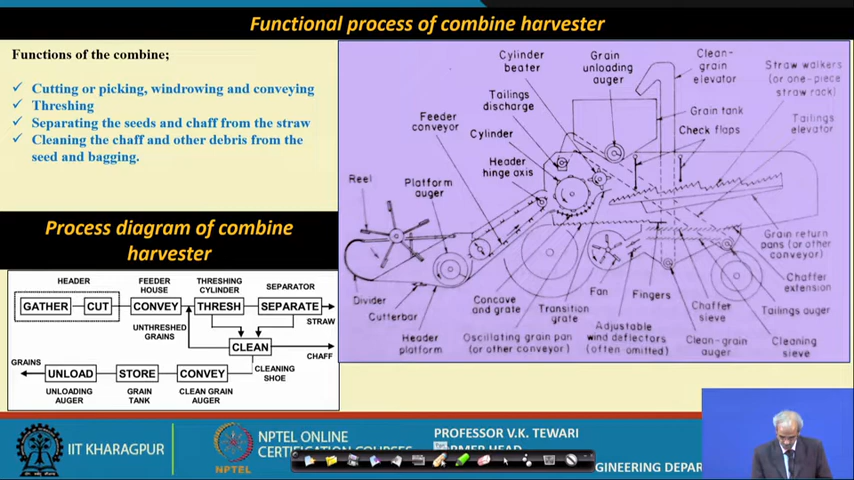 Functional process of combine harvester
Functions of the combine;
✓ Cutting or picking, windrowing and conveying
✓ Threshing
✓ Separating the seeds and chaff from the straw
✓ Cleaning the chaff and other debris from the
seed and bagging.
Process diagram of combine
harvester
HEADER
FEEDER
HOUSE
THRESHING
CYLINDER
SEPARATOR
GATHER
CUT
CONVEY
THRESH
SEPARATE
STRAW
UNTHRESHED
GRAINS
CLEAN
CHAFF
CLEANING
SHOE
GRAINS
UNLOAD
STORE
CONVEY
UNLOADING
AUGER
GRAIN
TANK
CLEAN GRAIN
AUGER
Cylinder
beater
Grain
unloading
auger
Clean-
grain
elevator
Straw walkers
(or one-piece
straw rack)
Tailings
discharge
Grain tank
Tailings
elevator
Feeder
conveyor
Check flaps
Cylinder
Header
hinge axis
Reel
Platform
auger
Grain return
pans (or other
conveyor)
Chaffer
extension
Divider
Cutterbar
Header
platform
Concave
and grate
Transition
grate
Fan
Fingers
Chaffer
sieve
Tailings auger
Oscillating grain pan
(or other conveyor)
Adjustable
wind deflectors
(often omitted)
Clean-grain
auger
Cleaning
sieve
IIT KHARAGPUR
NPTEL
NPTEL ONLINE
CERTIFICATION COURSES
PROFESSOR V.K. TEWARI
FORMER HEAD
ENGINEERING DEPAR